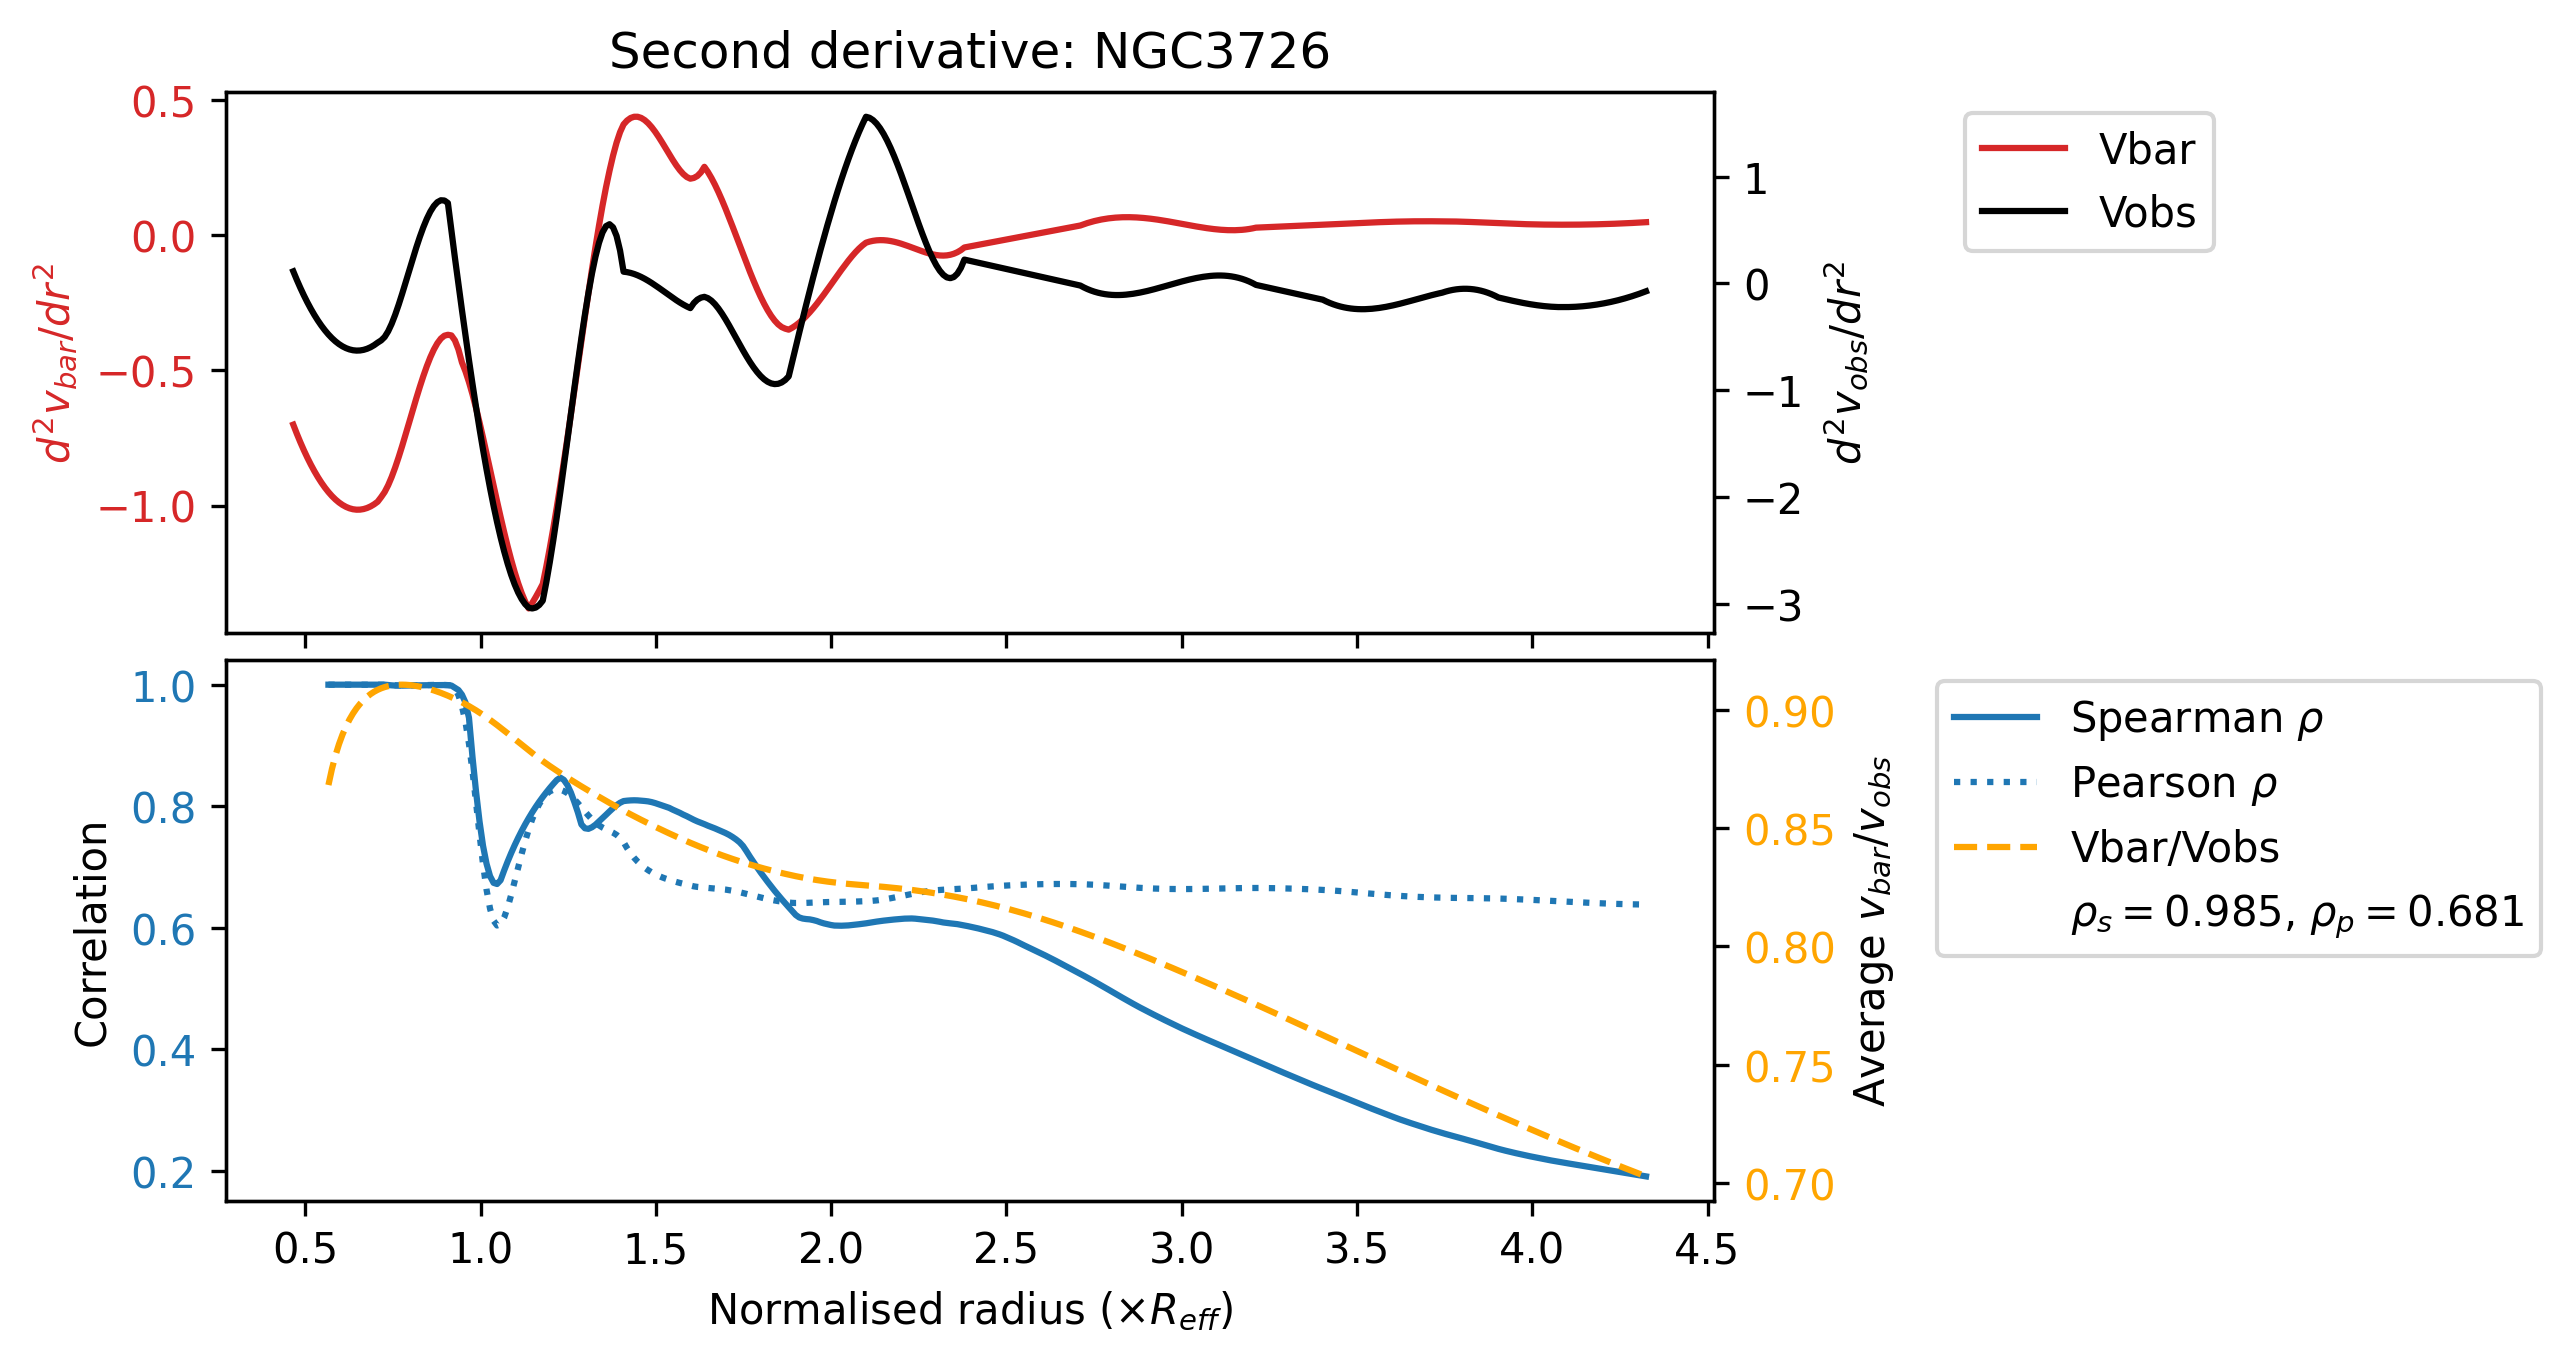 Second derivative: NGC3726
0.5
0.0
−0.5
−1.0
d²v_bar/dr²
1
0
−1
−2
−3
d²v_obs/dr²
Vbar
Vobs
1.0
0.8
0.6
0.4
0.2
Correlation
0.90
0.85
0.80
0.75
0.70
Average v_bar/v_obs
Spearman ρ
Pearson ρ
Vbar/Vobs
ρ_s = 0.985, ρ_p = 0.681
0.5 1.0 1.5 2.0 2.5 3.0 3.5 4.0 4.5
Normalised radius (×R_eff)